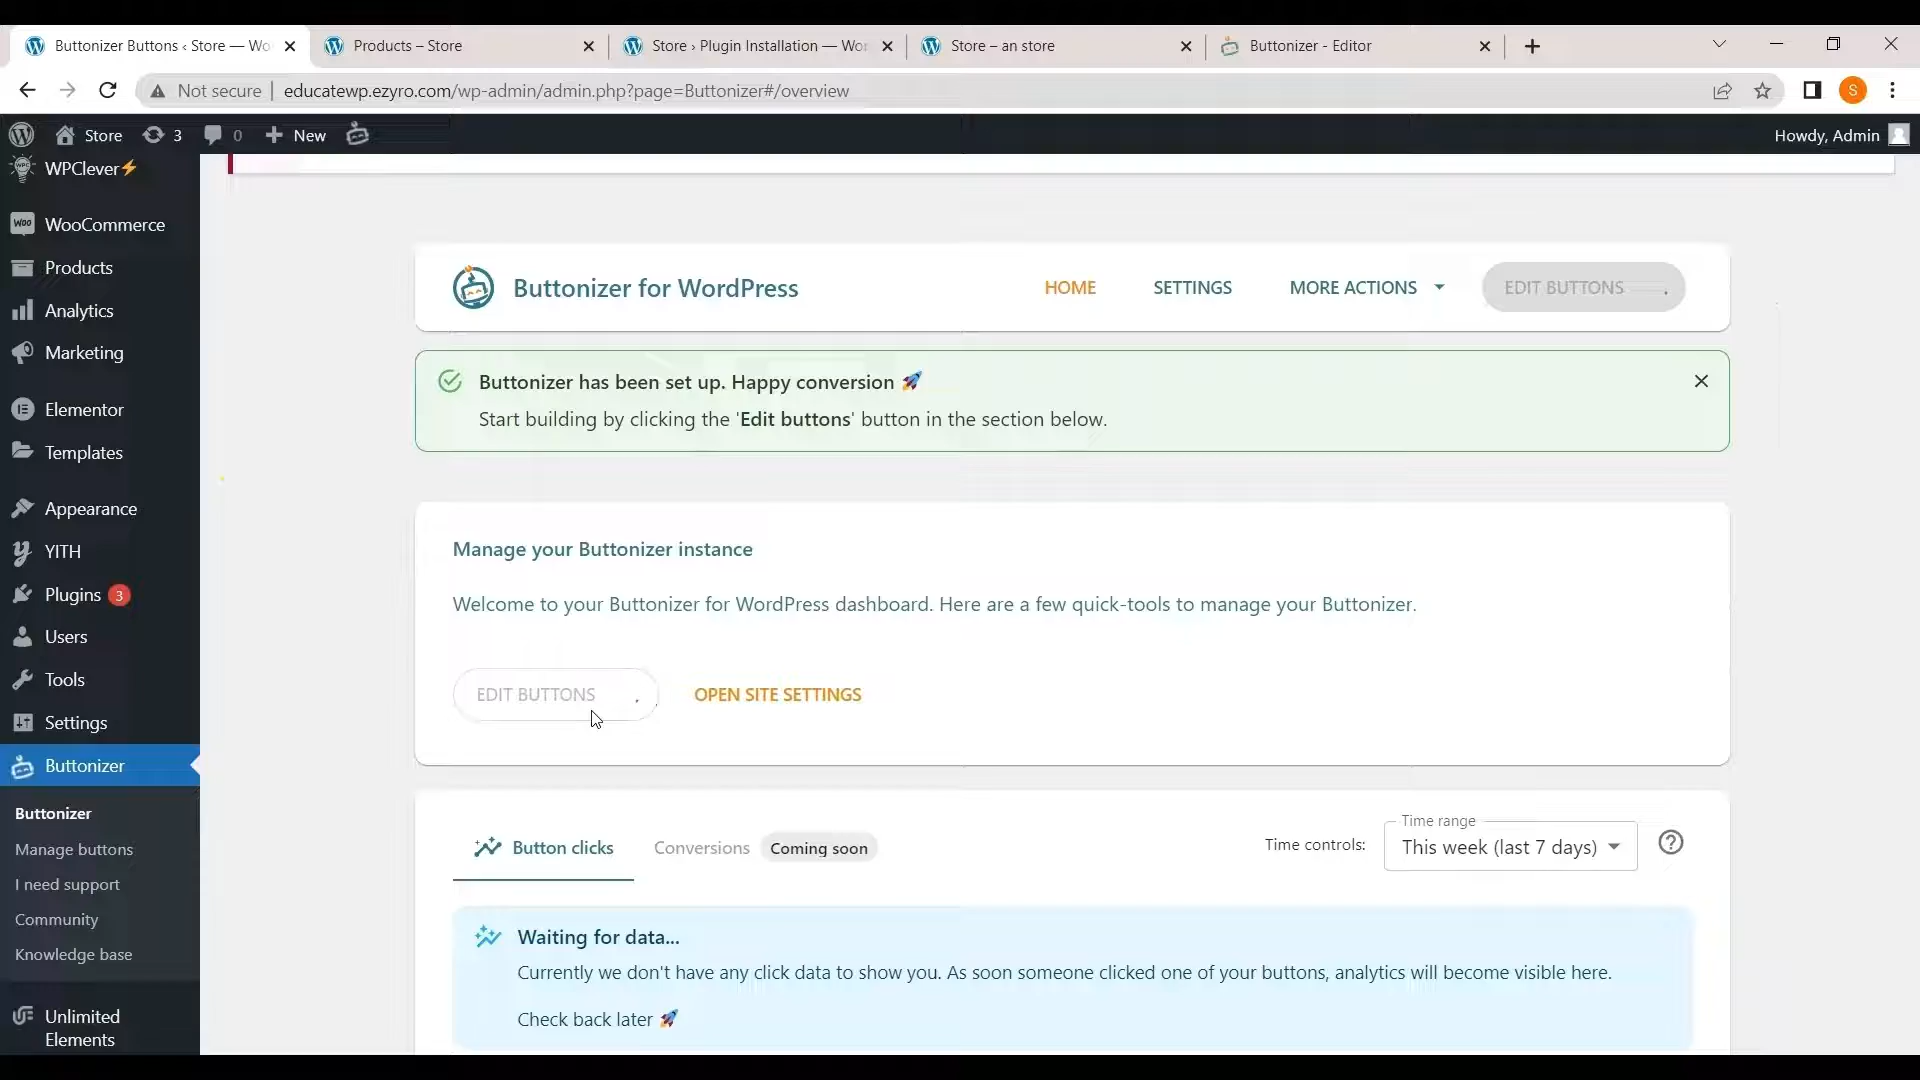 Buttonizer Buttons ‹ Store — Wo
Products – Store
Store › Plugin Installation — Wor
Store – an store
Buttonizer - Editor
Not secure
educatewp.ezyro.com/wp-admin/admin.php?page=Buttonizer#/overview
S
Store
3
0
New
Howdy, Admin
WPClever⚡
WooCommerce
Products
Analytics
Marketing
Elementor
Templates
Appearance
YITH
Plugins 3
Users
Tools
Settings
Buttonizer
Buttonizer
Manage buttons
I need support
Community
Knowledge base
Unlimited
Elements
Buttonizer for WordPress
HOME
SETTINGS
MORE ACTIONS
EDIT BUTTONS
Buttonizer has been set up. Happy conversion 🚀
Start building by clicking the 'Edit buttons' button in the section below.
Manage your Buttonizer instance
Welcome to your Buttonizer for WordPress dashboard. Here are a few quick-tools to manage your Buttonizer.
EDIT BUTTONS
OPEN SITE SETTINGS
Button clicks
Conversions
Coming soon
Time controls:
Time range
This week (last 7 days)
Waiting for data...
Currently we don't have any click data to show you. As soon someone clicked one of your buttons, analytics will become visible here.
Check back later 🚀